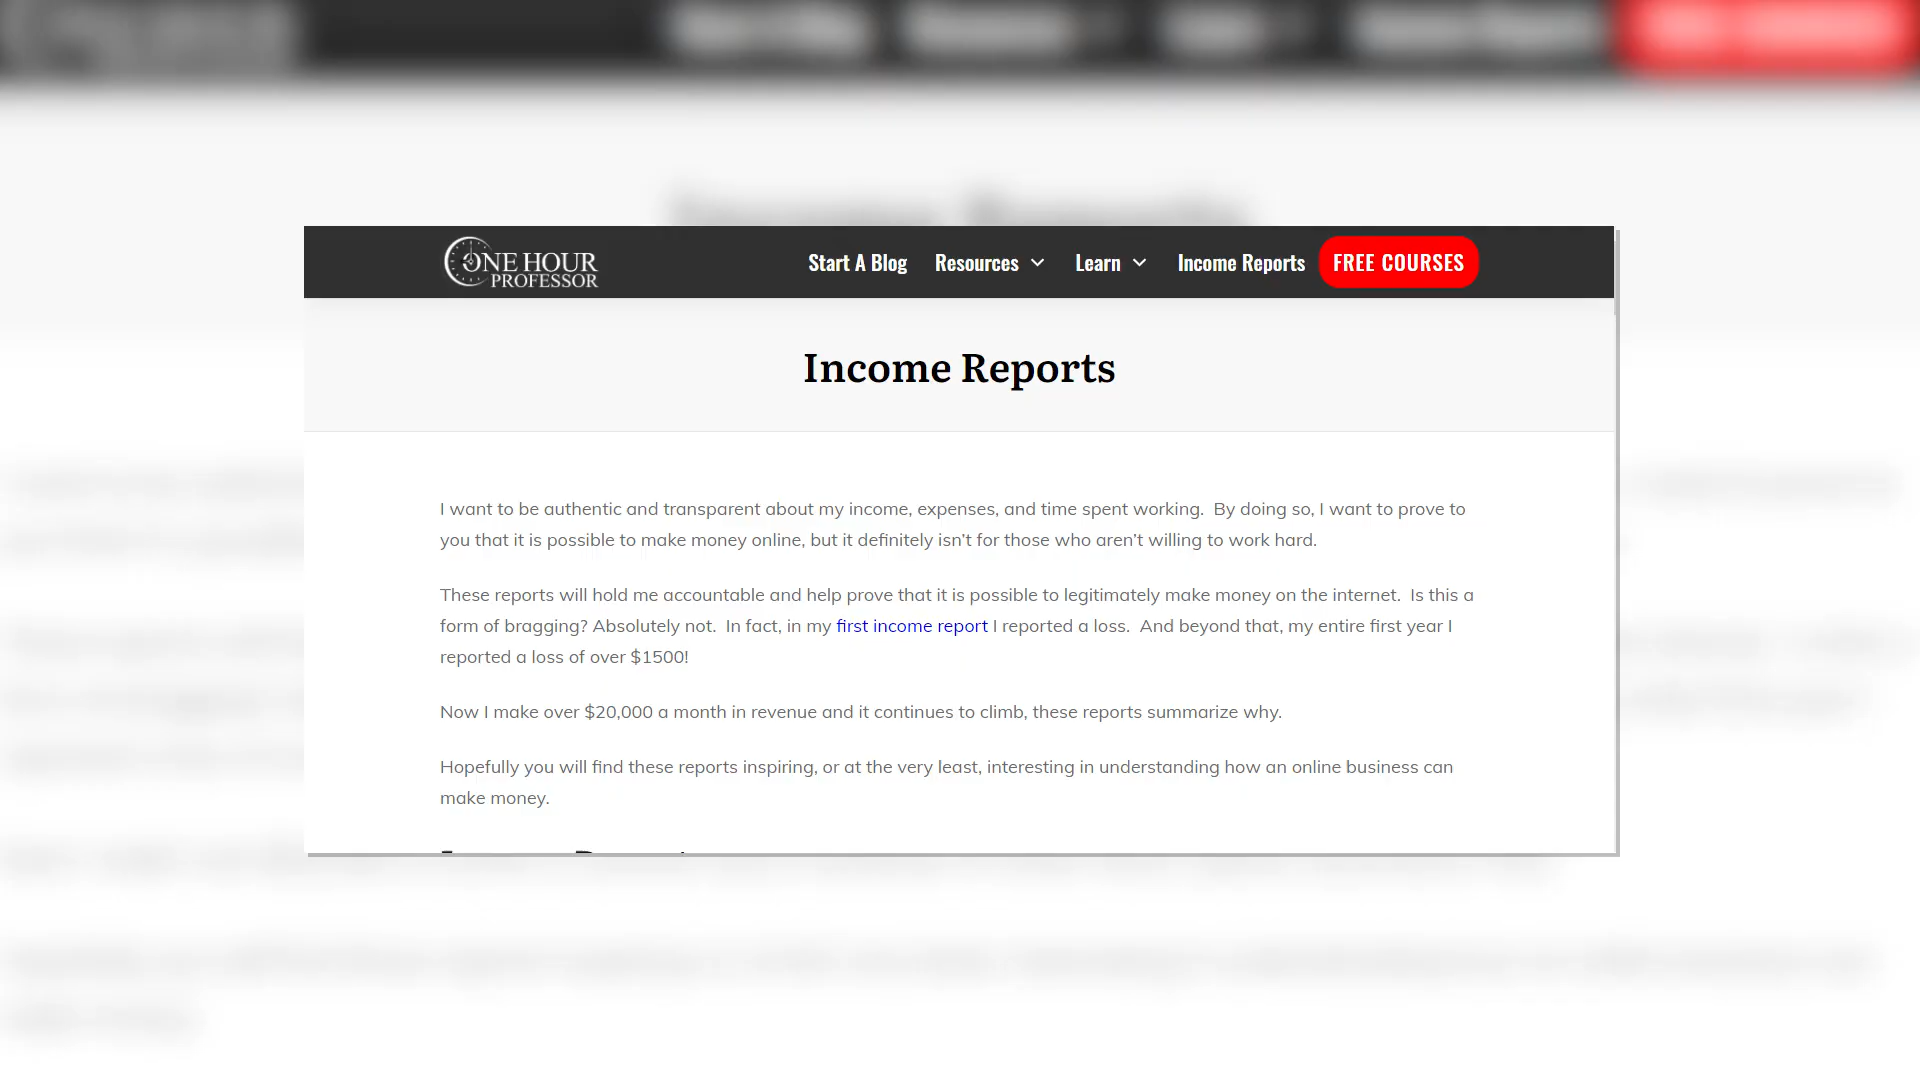 ONE HOUR
PROFESSOR
Start A Blog Resources Learn Income Reports FREE COURSES
Income Reports
I want to be authentic and transparent about my income, expenses, and time spent working. By doing so, I want to prove to
you that it is possible to make money online, but it definitely isn't for those who aren't willing to work hard.
These reports will hold me accountable and help prove that it is possible to legitimately make money on the internet. Is this a
form of bragging? Absolutely not. In fact, in my first income report I reported a loss. And beyond that, my entire first year I
reported a loss of over $1500!
Now I make over $20,000 a month in revenue and it continues to climb, these reports summarize why.
Hopefully you will find these reports inspiring, or at the very least, interesting in understanding how an online business can
make money.